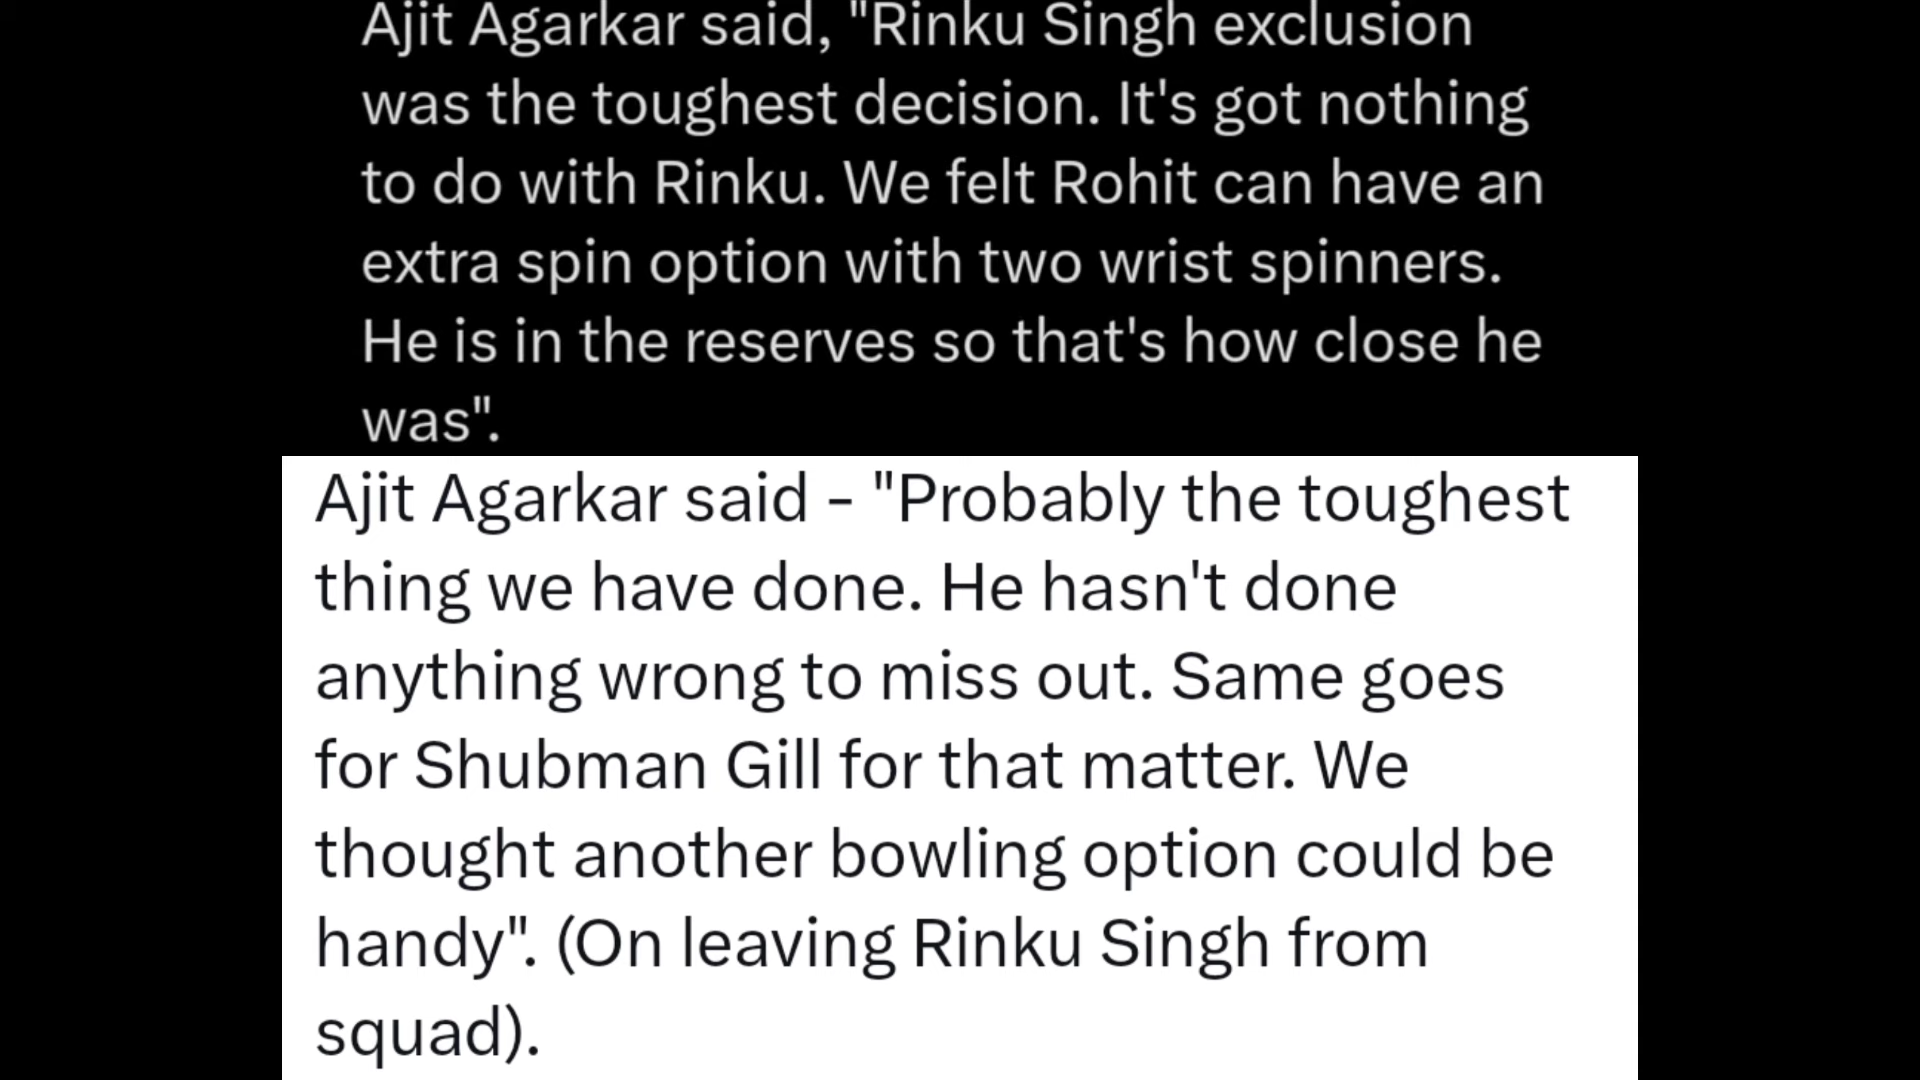 Ajit Agarkar said, "Rinku Singh exclusion
was the toughest decision. It's got nothing
to do with Rinku. We felt Rohit can have an
extra spin option with two wrist spinners.
He is in the reserves so that's how close he
was".
Ajit Agarkar said - "Probably the toughest
thing we have done. He hasn't done
anything wrong to miss out. Same goes
for Shubman Gill for that matter. We
thought another bowling option could be
handy". (On leaving Rinku Singh from
squad).